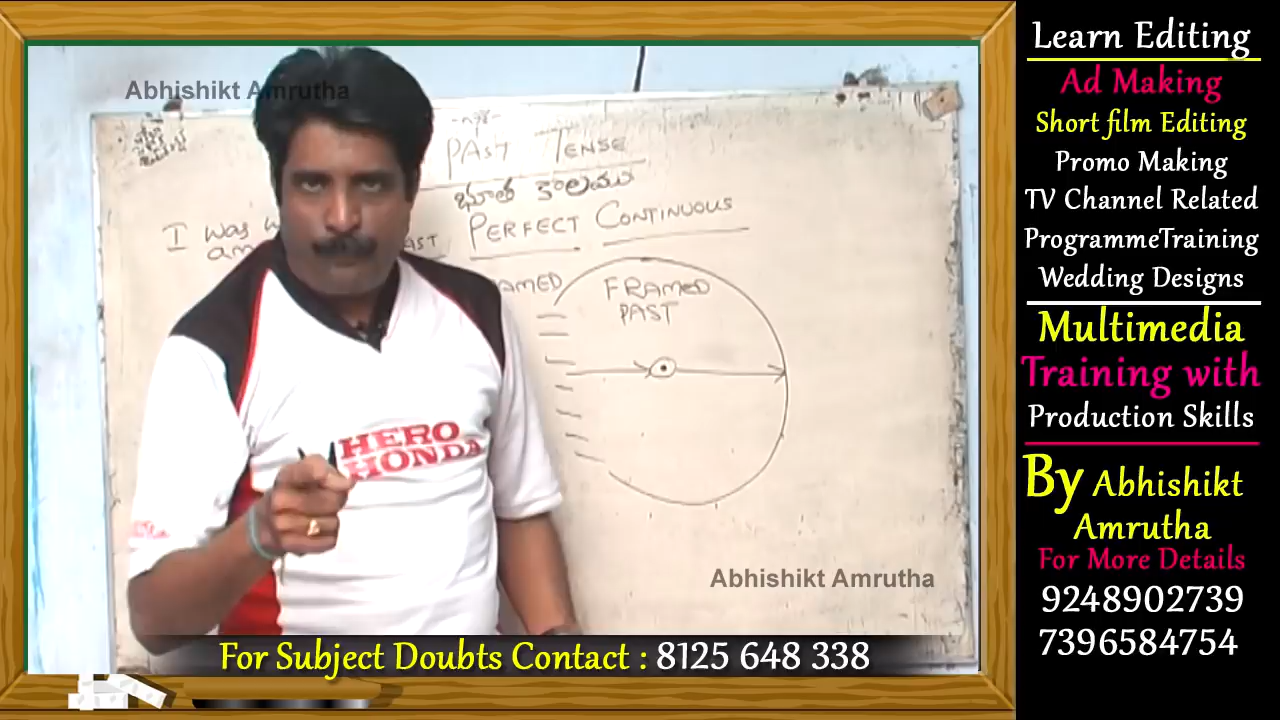 Abhishikt Amrutha
PAST TENSE
భూత కాలము
I was
am
PERFECT CONTINUOUS
FRAMED
PAST
HERO
HONDA
Abhishikt Amrutha
For Subject Doubts Contact : 8125 648 338
Learn Editing
Ad Making
Short film Editing
Promo Making
TV Channel Related
ProgrammeTraining
Wedding Designs
Multimedia
Training with
Production Skills
By Abhishikt
Amrutha
For More Details
9248902739
7396584754